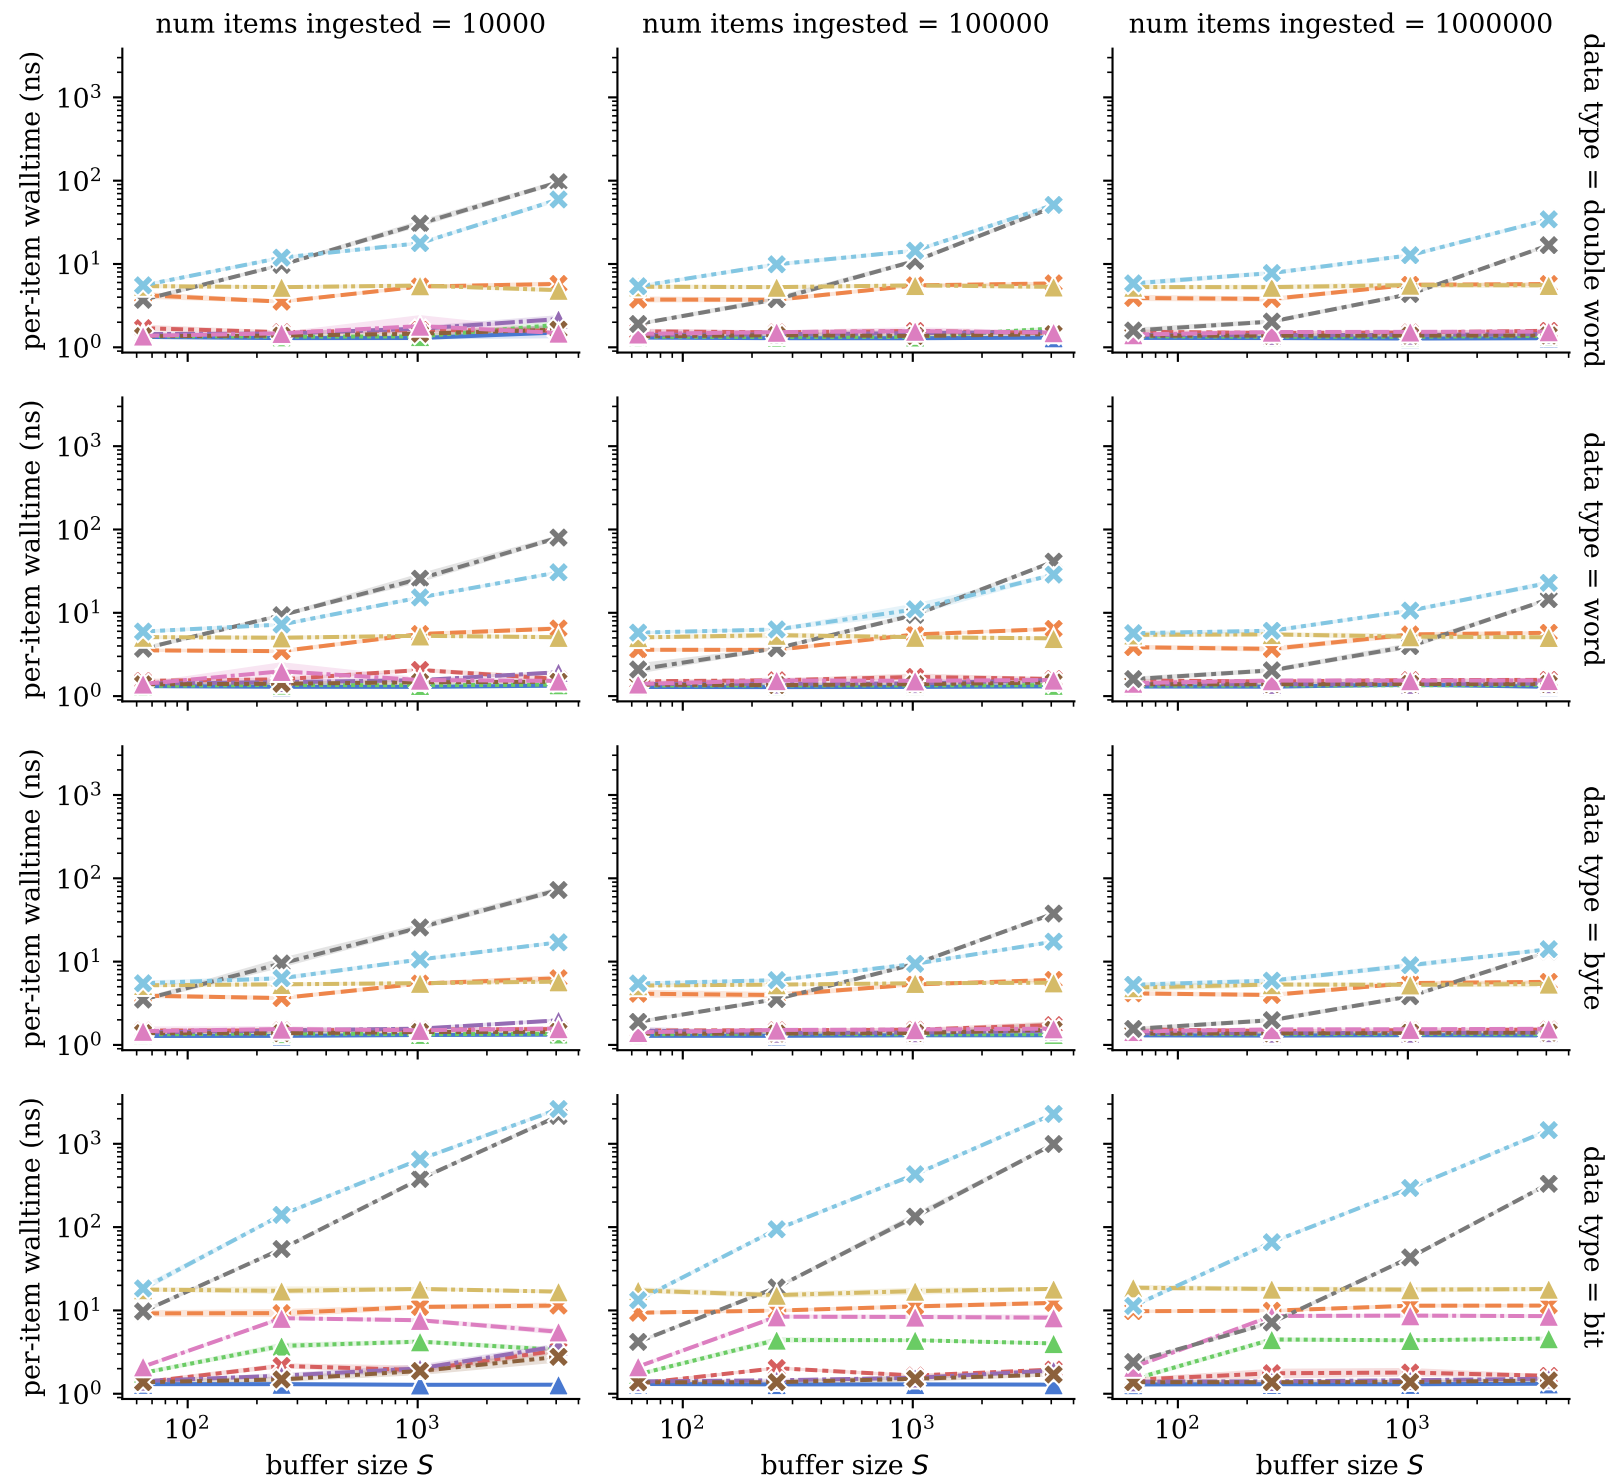 num items ingested = 10000
num items ingested = 100000
num items ingested = 1000000
per-item walltime (ns)
10³
10²
10¹
10⁰
data type = double word
per-item walltime (ns)
10³
10²
10¹
10⁰
data type = word
per-item walltime (ns)
10³
10²
10¹
10⁰
data type = byte
per-item walltime (ns)
10³
10²
10¹
10⁰
data type = bit
10² 10³
10² 10³
10² 10³
buffer size S
buffer size S
buffer size S